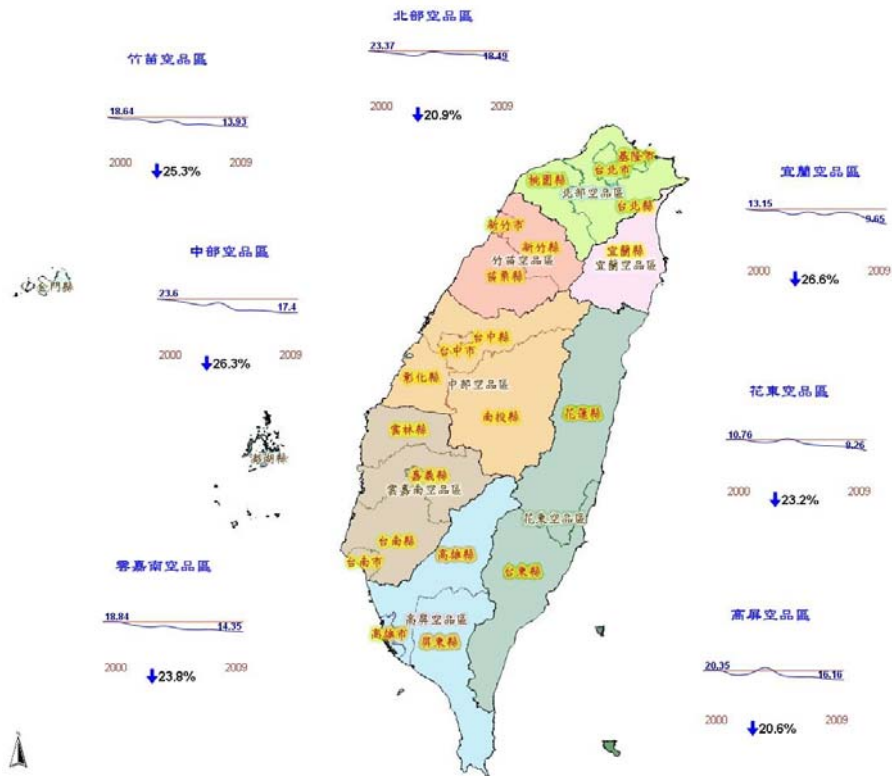 北部空品區
23.37
18.49
2000
2009
20.9%
竹苗空品區
18.64
13.93
2000
2009
25.3%
宜蘭空品區
13.15
9.65
2000
2009
26.6%
中部空品區
23.6
17.4
2000
2009
26.3%
花東空品區
10.76
8.26
2000
2009
23.2%
雲嘉南空品區
18.84
14.35
2000
2009
23.8%
高屏空品區
20.35
16.16
2000
2009
20.6%
基隆市
台北市
桃園縣
北部空品區
台北縣
新竹市
新竹縣
竹苗空品區
苗栗縣
宜蘭縣
宜蘭空品區
金門縣
台中縣
台中市
彰化縣
中部空品區
南投縣
花蓮縣
雲林縣
澎湖縣
嘉義縣
雲嘉南空品區
花東空品區
台南縣
台南市
高雄縣
台東縣
高屏空品區
高雄市
屏東縣